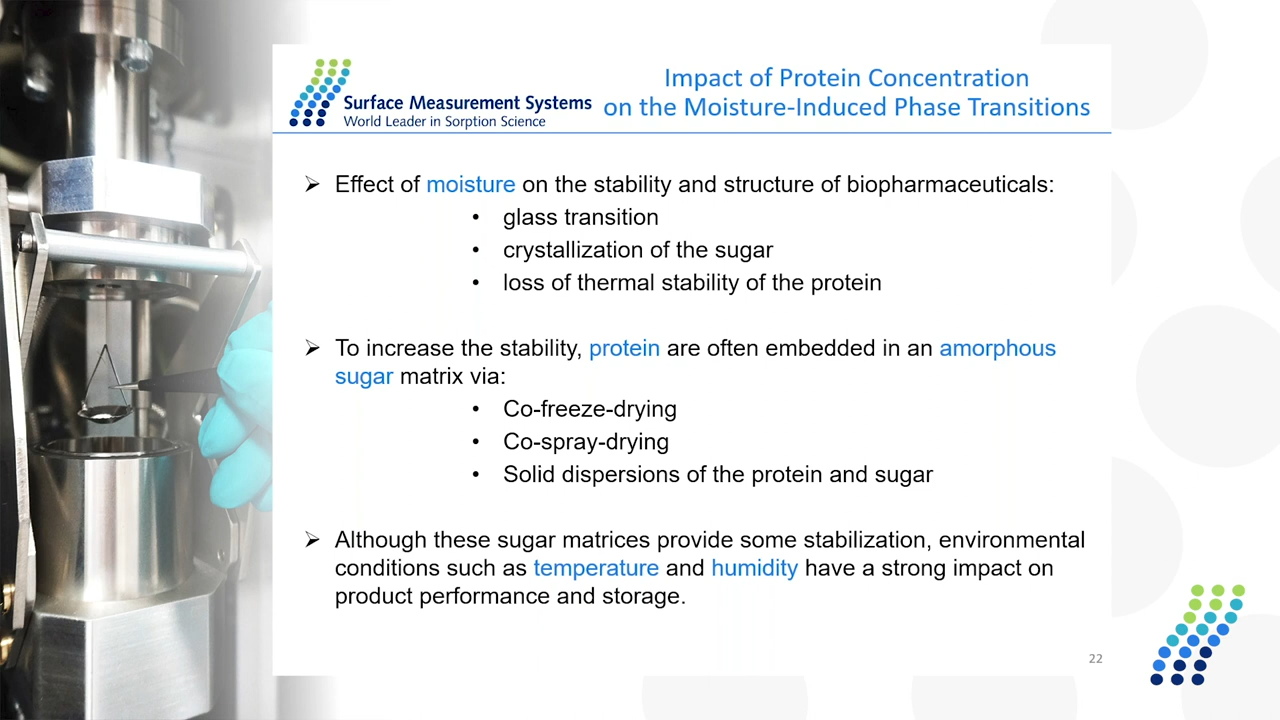 Surface Measurement Systems
World Leader in Sorption Science
Impact of Protein Concentration
on the Moisture-Induced Phase Transitions
➢ Effect of moisture on the stability and structure of biopharmaceuticals:
• glass transition
• crystallization of the sugar
• loss of thermal stability of the protein
➢ To increase the stability, protein are often embedded in an amorphous
sugar matrix via:
• Co-freeze-drying
• Co-spray-drying
• Solid dispersions of the protein and sugar
➢ Although these sugar matrices provide some stabilization, environmental
conditions such as temperature and humidity have a strong impact on
product performance and storage.
22